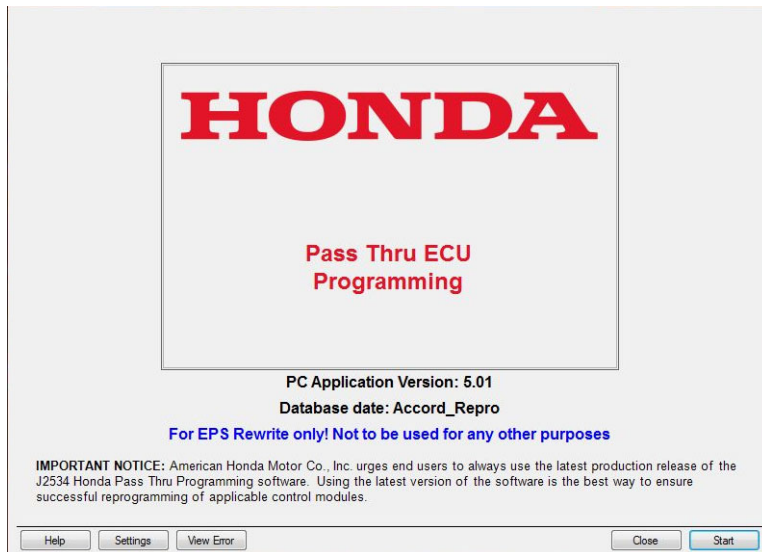 HONDA
Pass Thru ECU
Programming
PC Application Version: 5.01
Database date: Accord_Repro
For EPS Rewrite only! Not to be used for any other purposes
IMPORTANT NOTICE: American Honda Motor Co., Inc. urges end users to always use the latest production release of the
J2534 Honda Pass Thru Programming software. Using the latest version of the software is the best way to ensure
successful reprogramming of applicable control modules.
Help Settings View Error Close Start